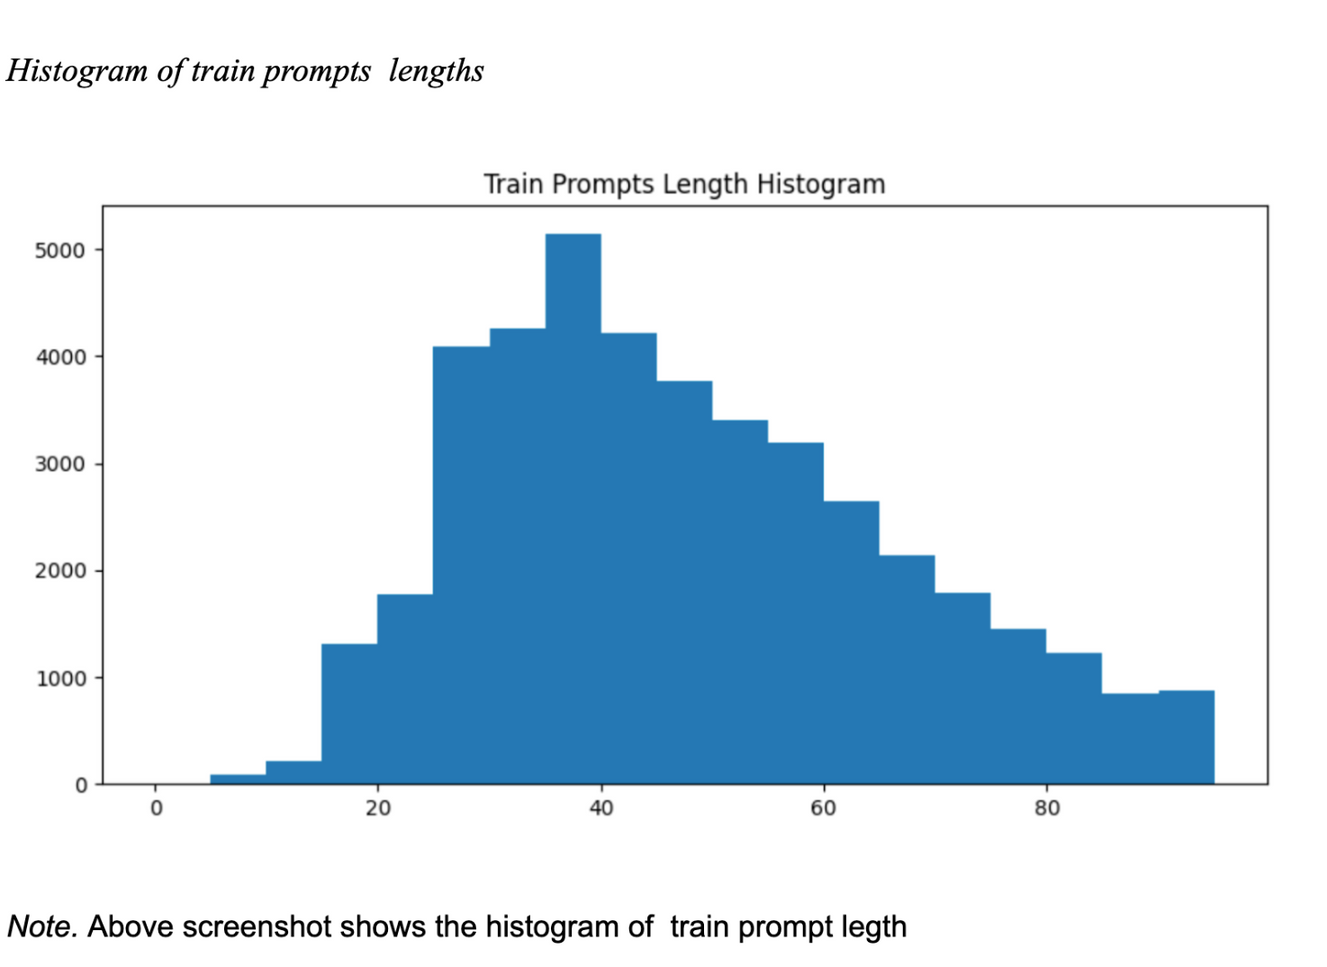 Histogram of train prompts  lengths
Train Prompts Length Histogram
5000
4000
3000
2000
1000
0
0 20 40 60 80
Note. Above screenshot shows the histogram of  train prompt legth